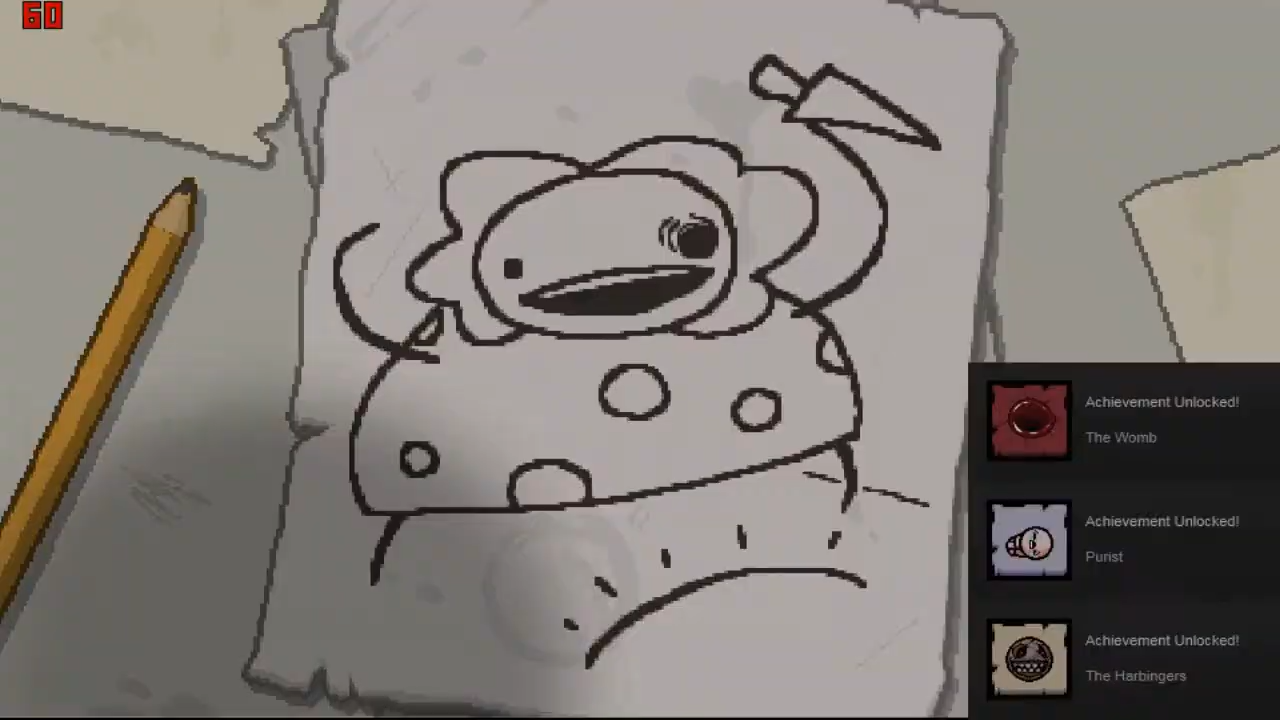 60
Achievement Unlocked!
The Womb
Achievement Unlocked!
Purist
Achievement Unlocked!
The Harbingers